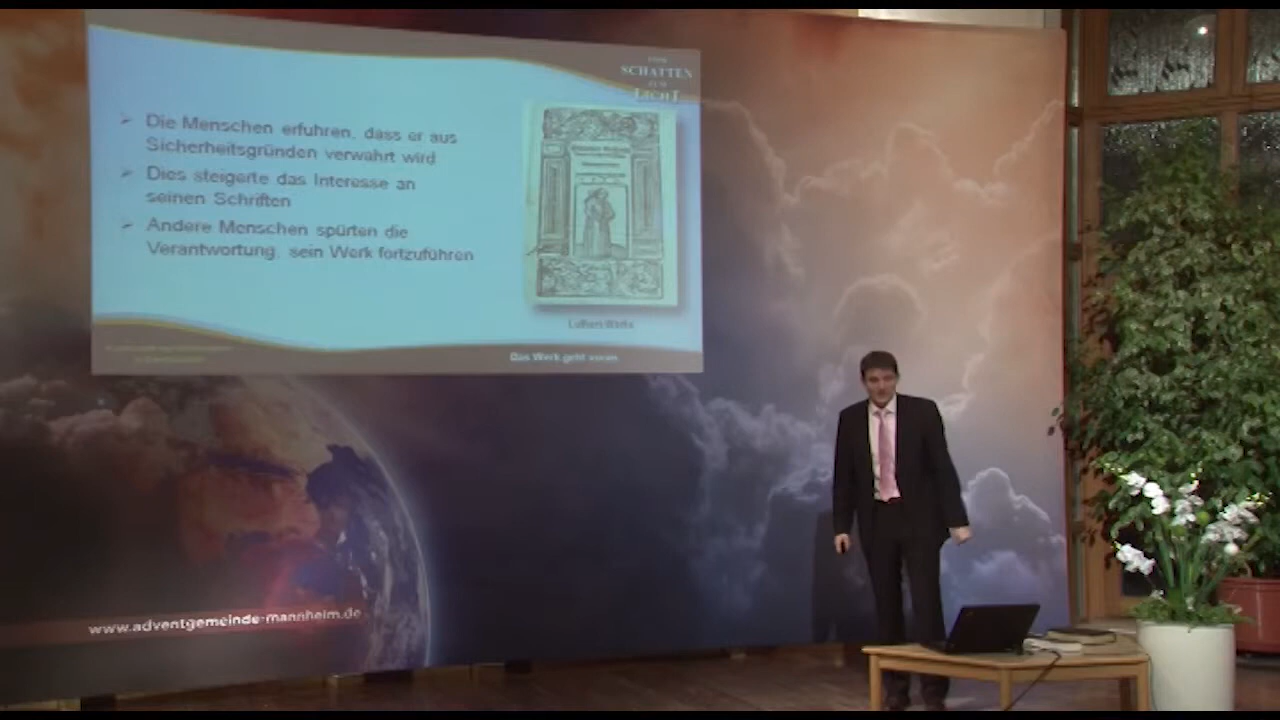 VOM
SCHATTEN
ZUM
LICHT
Die Menschen erfuhren, dass er aus
Sicherheitsgründen verwahrt wird
Dies steigerte das Interesse an
seinen Schriften
Andere Menschen spürten die
Verantwortung, sein Werk fortzuführen
Luthers Werke
Das Werk geht voran
www.adventgemeinde-mannheim.de